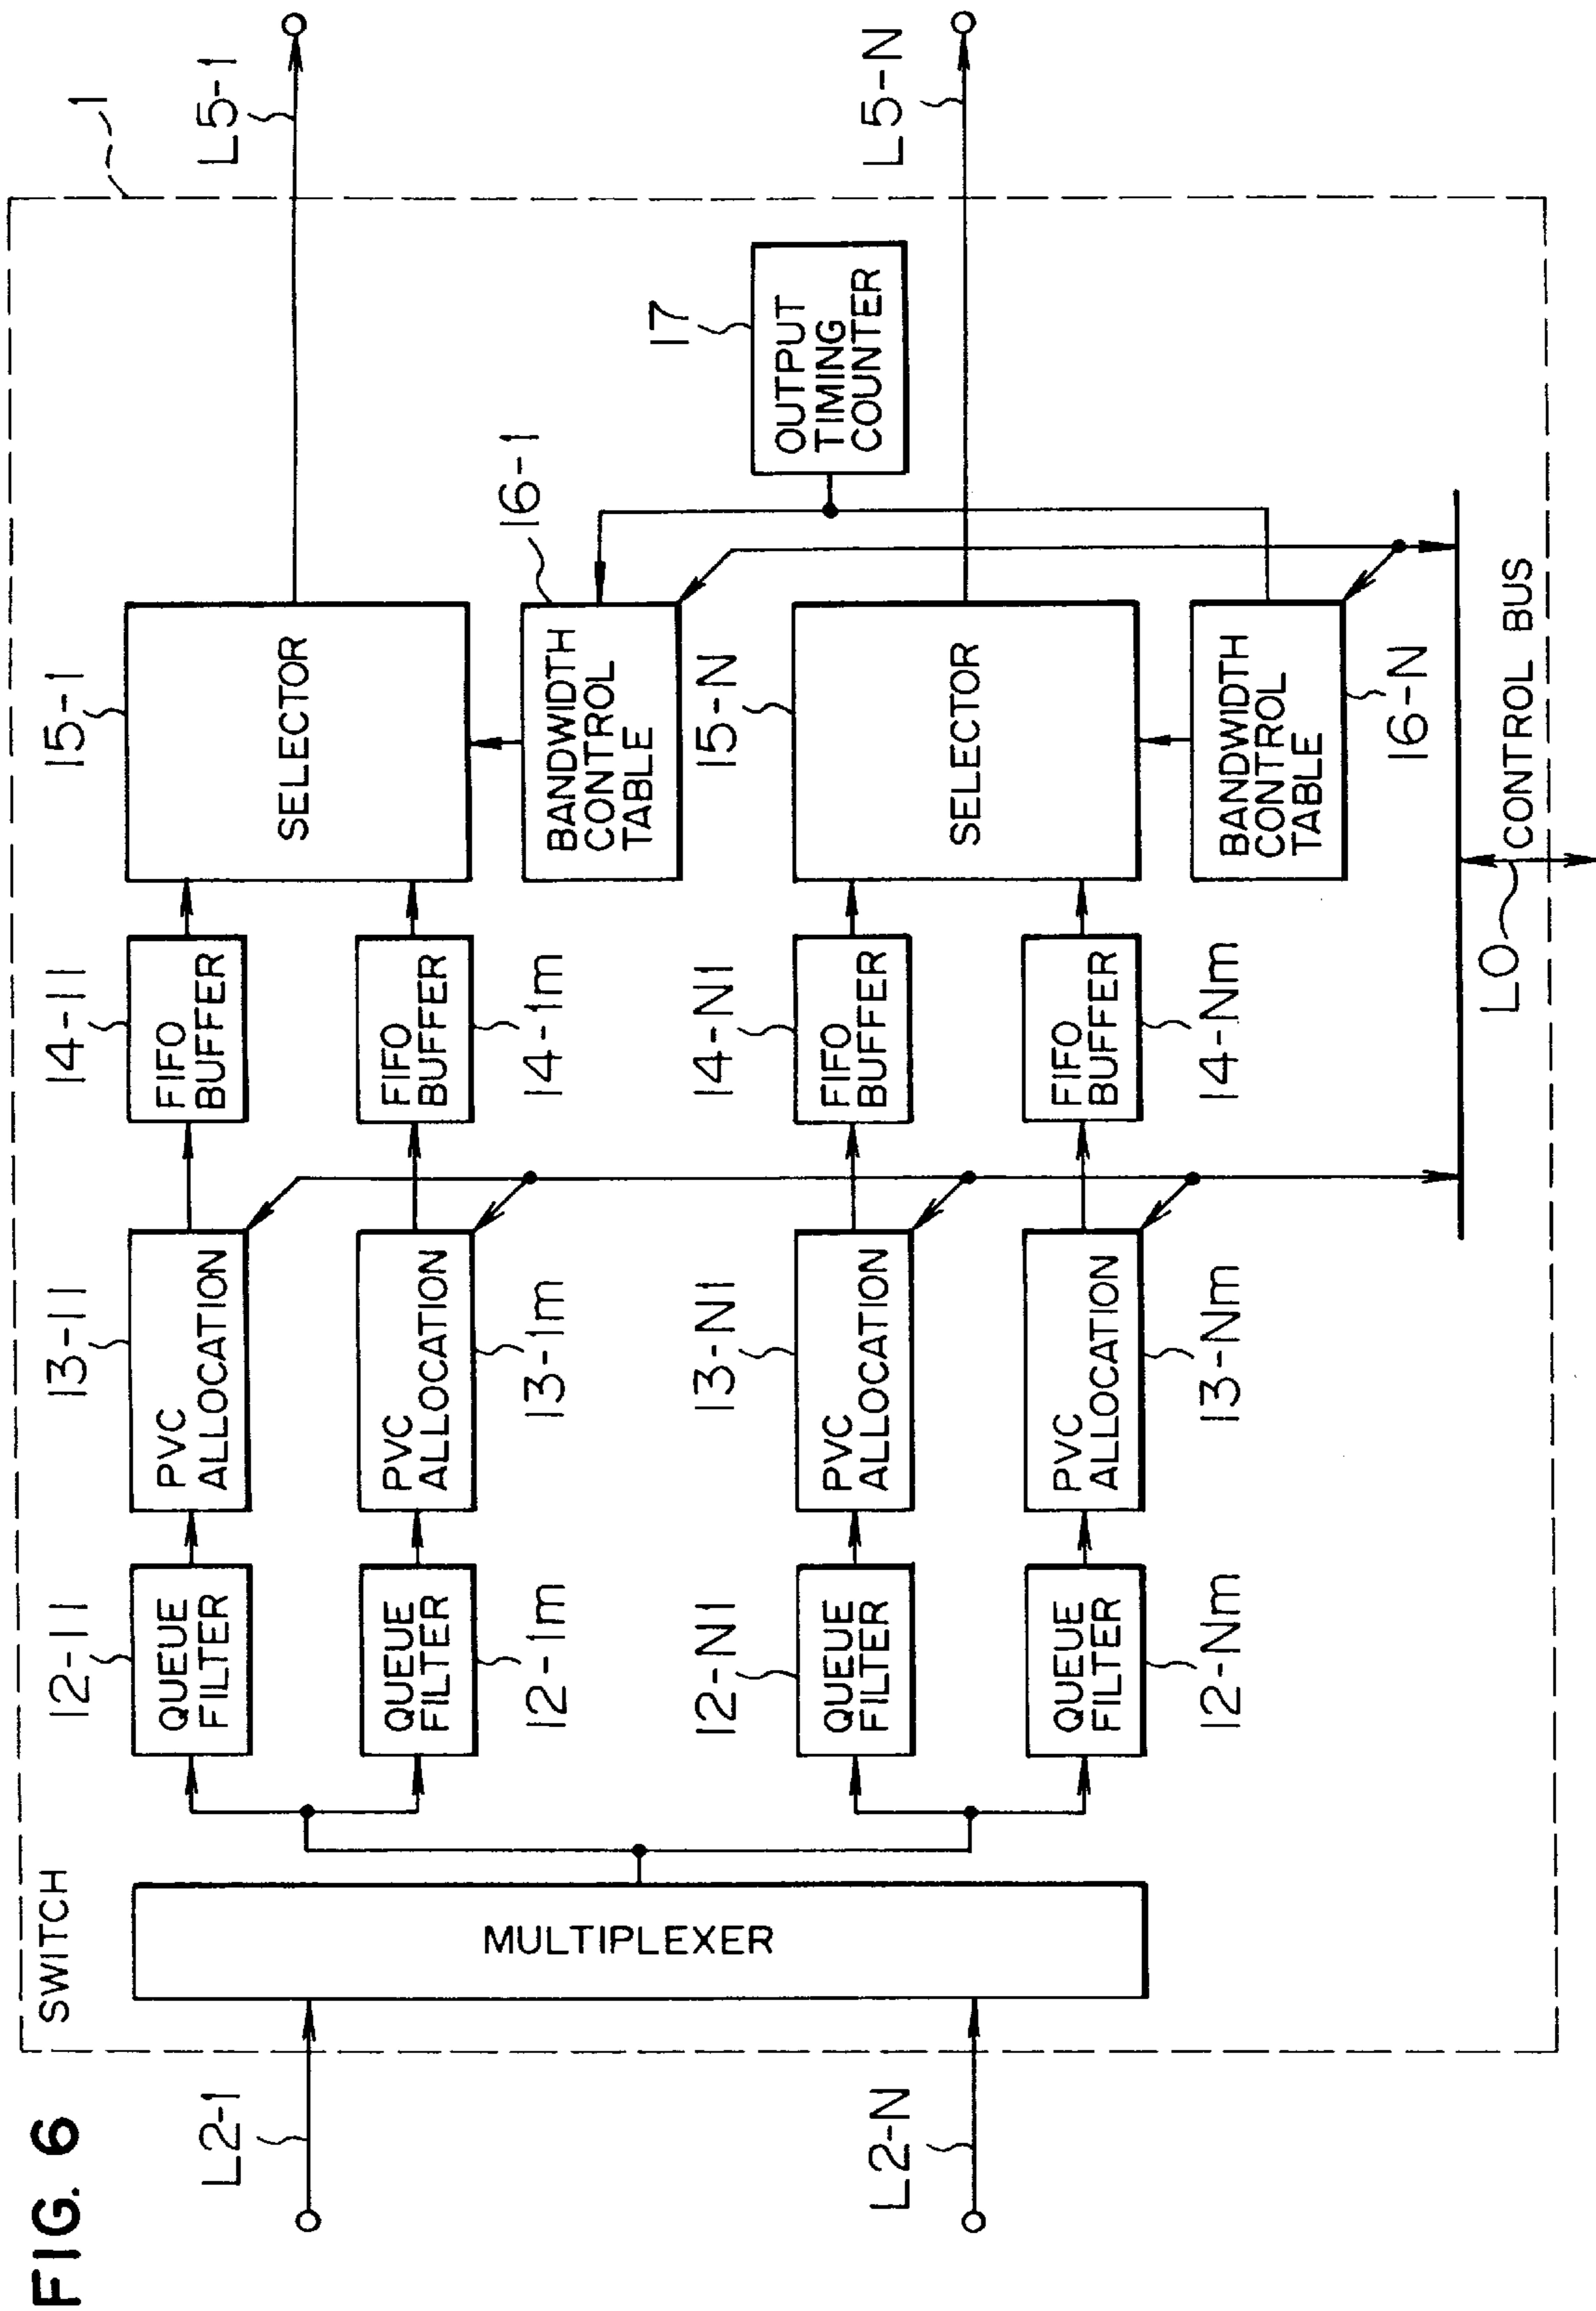 FIG. 6
SWITCH
1
L2-1
L2-N
MULTIPLEXER
12-11
QUEUE
FILTER
13-11
PVC
ALLOCATION
14-11
FIFO
BUFFER
15-1
SELECTOR
L5-1
QUEUE
FILTER
12-1m
PVC
ALLOCATION
13-1m
FIFO
BUFFER
14-1m
BANDWIDTH
CONTROL
TABLE
16-1
17
OUTPUT
TIMING
COUNTER
12-N1
QUEUE
FILTER
13-N1
PVC
ALLOCATION
14-N1
FIFO
BUFFER
15-N
SELECTOR
L5-N
QUEUE
FILTER
12-Nm
PVC
ALLOCATION
13-Nm
FIFO
BUFFER
14-Nm
BANDWIDTH
CONTROL
TABLE
16-N
L0
CONTROL BUS